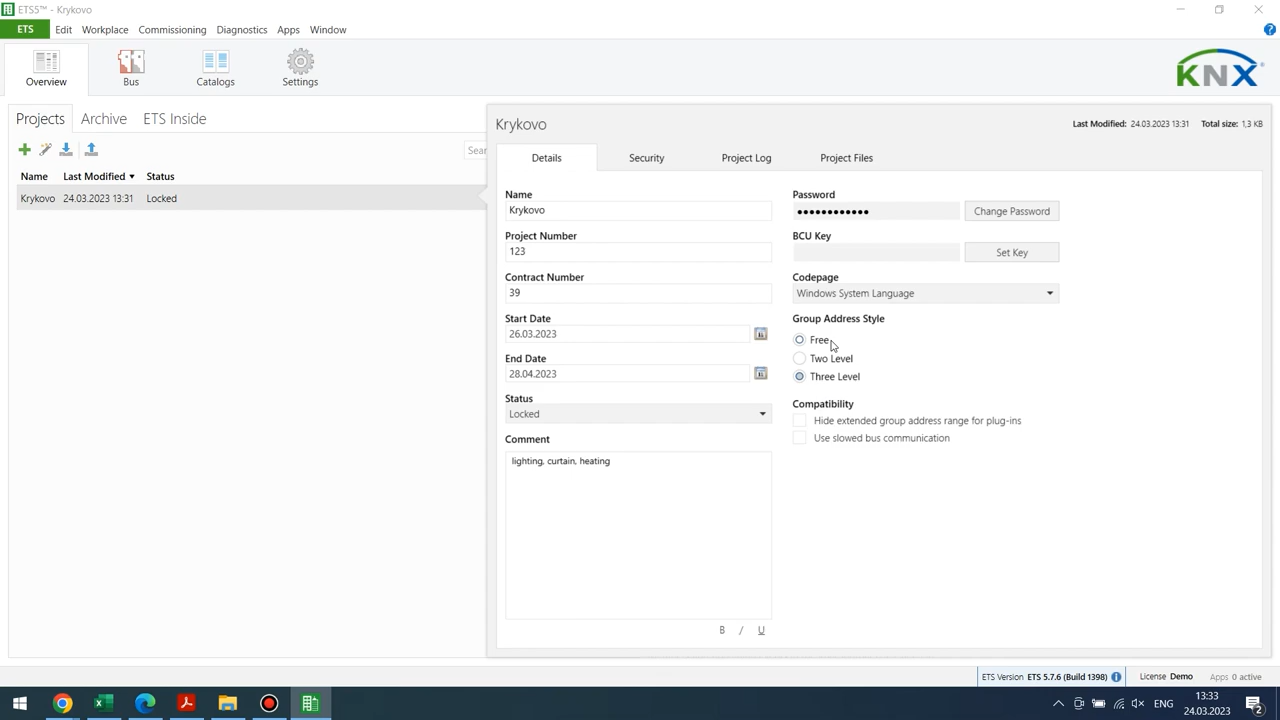 ETS5™ - Krykovo
ETS Edit Workplace Commissioning Diagnostics Apps Window
Overview Bus Catalogs Settings
KNX
Projects Archive ETS Inside
Sear
Name Last Modified Status
Krykovo 24.03.2023 13:31 Locked
Krykovo
Last Modified: 24.03.2023 13:31 Total size: 1,3 KB
Details Security Project Log Project Files
Name
Krykovo
Project Number
123
Contract Number
39
Start Date
26.03.2023
End Date
28.04.2023
Status
Locked
Comment
lighting, curtain, heating
B / U
Password
●●●●●●●●●●●● Change Password
BCU Key
Set Key
Codepage
Windows System Language
Group Address Style
Free
Two Level
Three Level
Compatibility
Hide extended group address range for plug-ins
Use slowed bus communication
ETS Version ETS 5.7.6 (Build 1398) License Demo Apps 0 active
ENG
13:33
24.03.2023
2